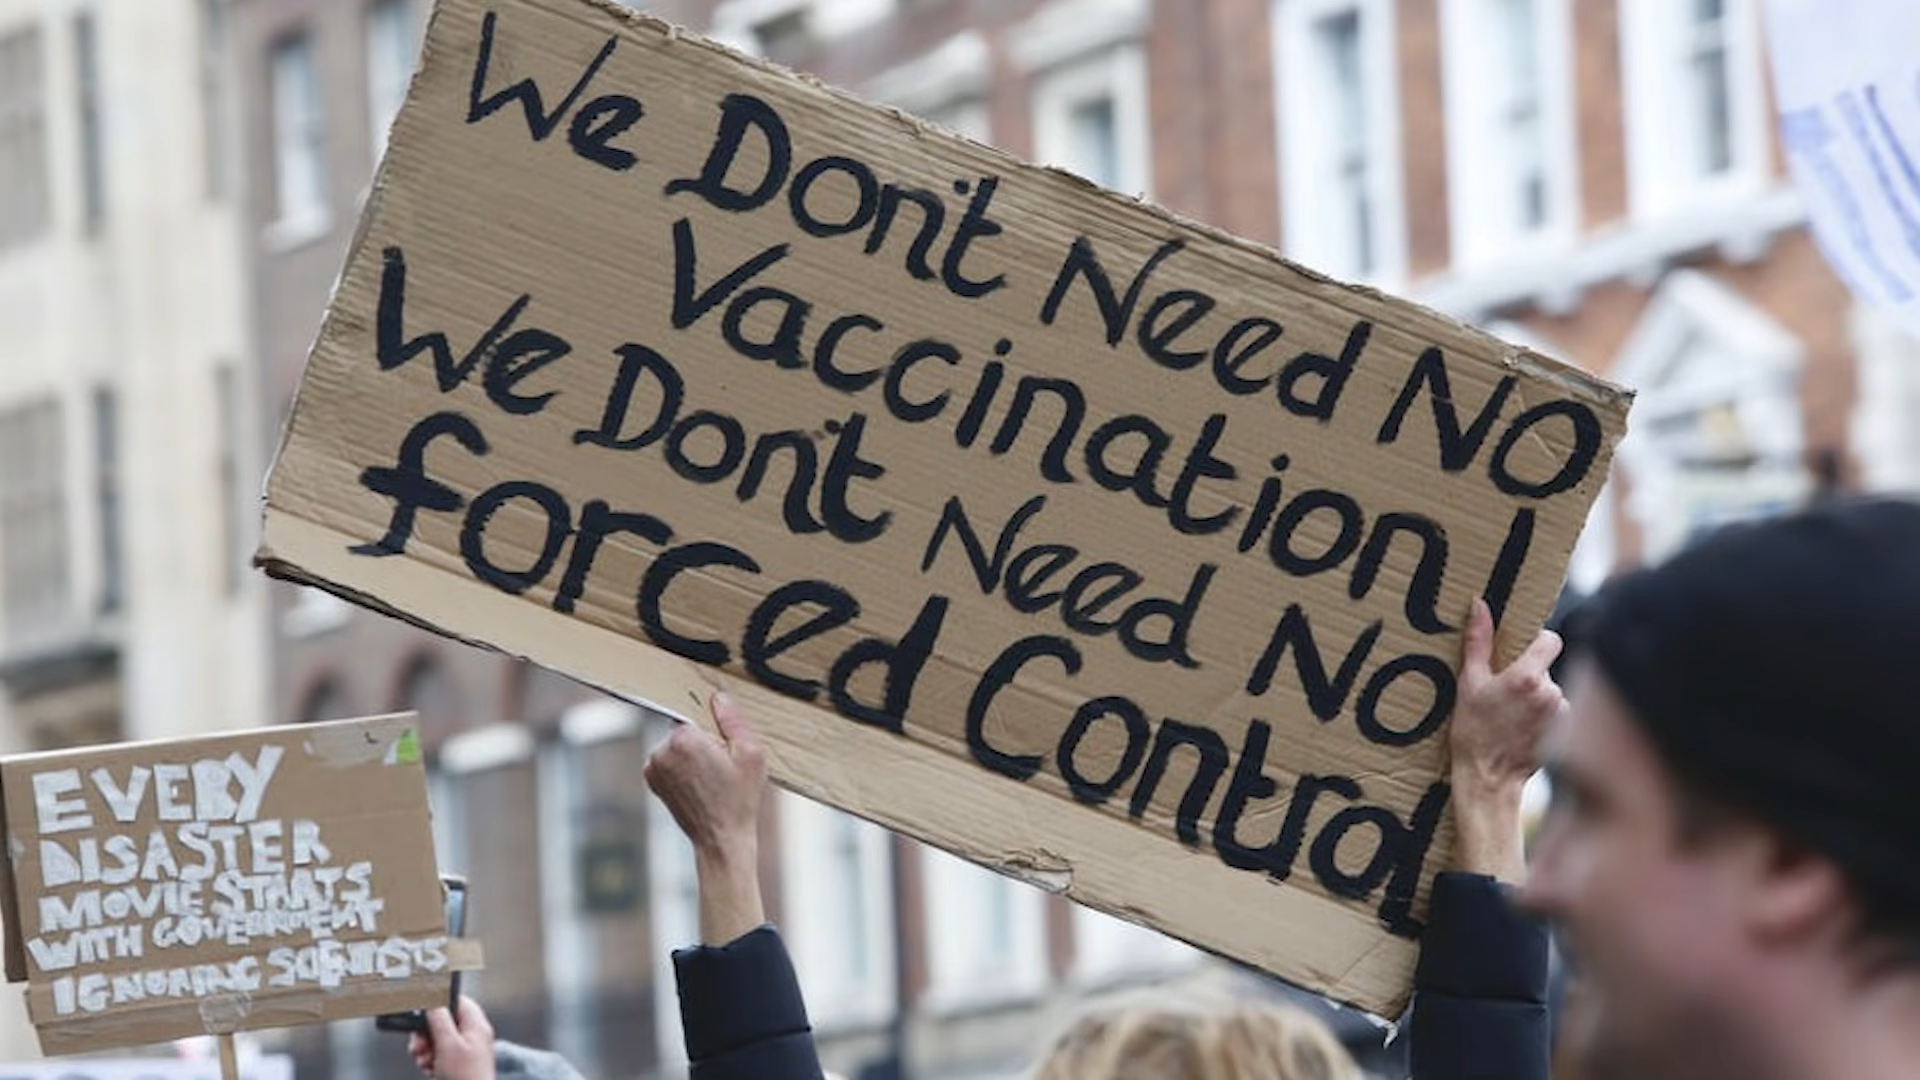 We Don't Need NO
Vaccination!
We Don't Need NO
forced Control
EVERY
DISASTER
MOVIE STARTS
WITH GOVERNMENT
IGNORING SCIENTISTS